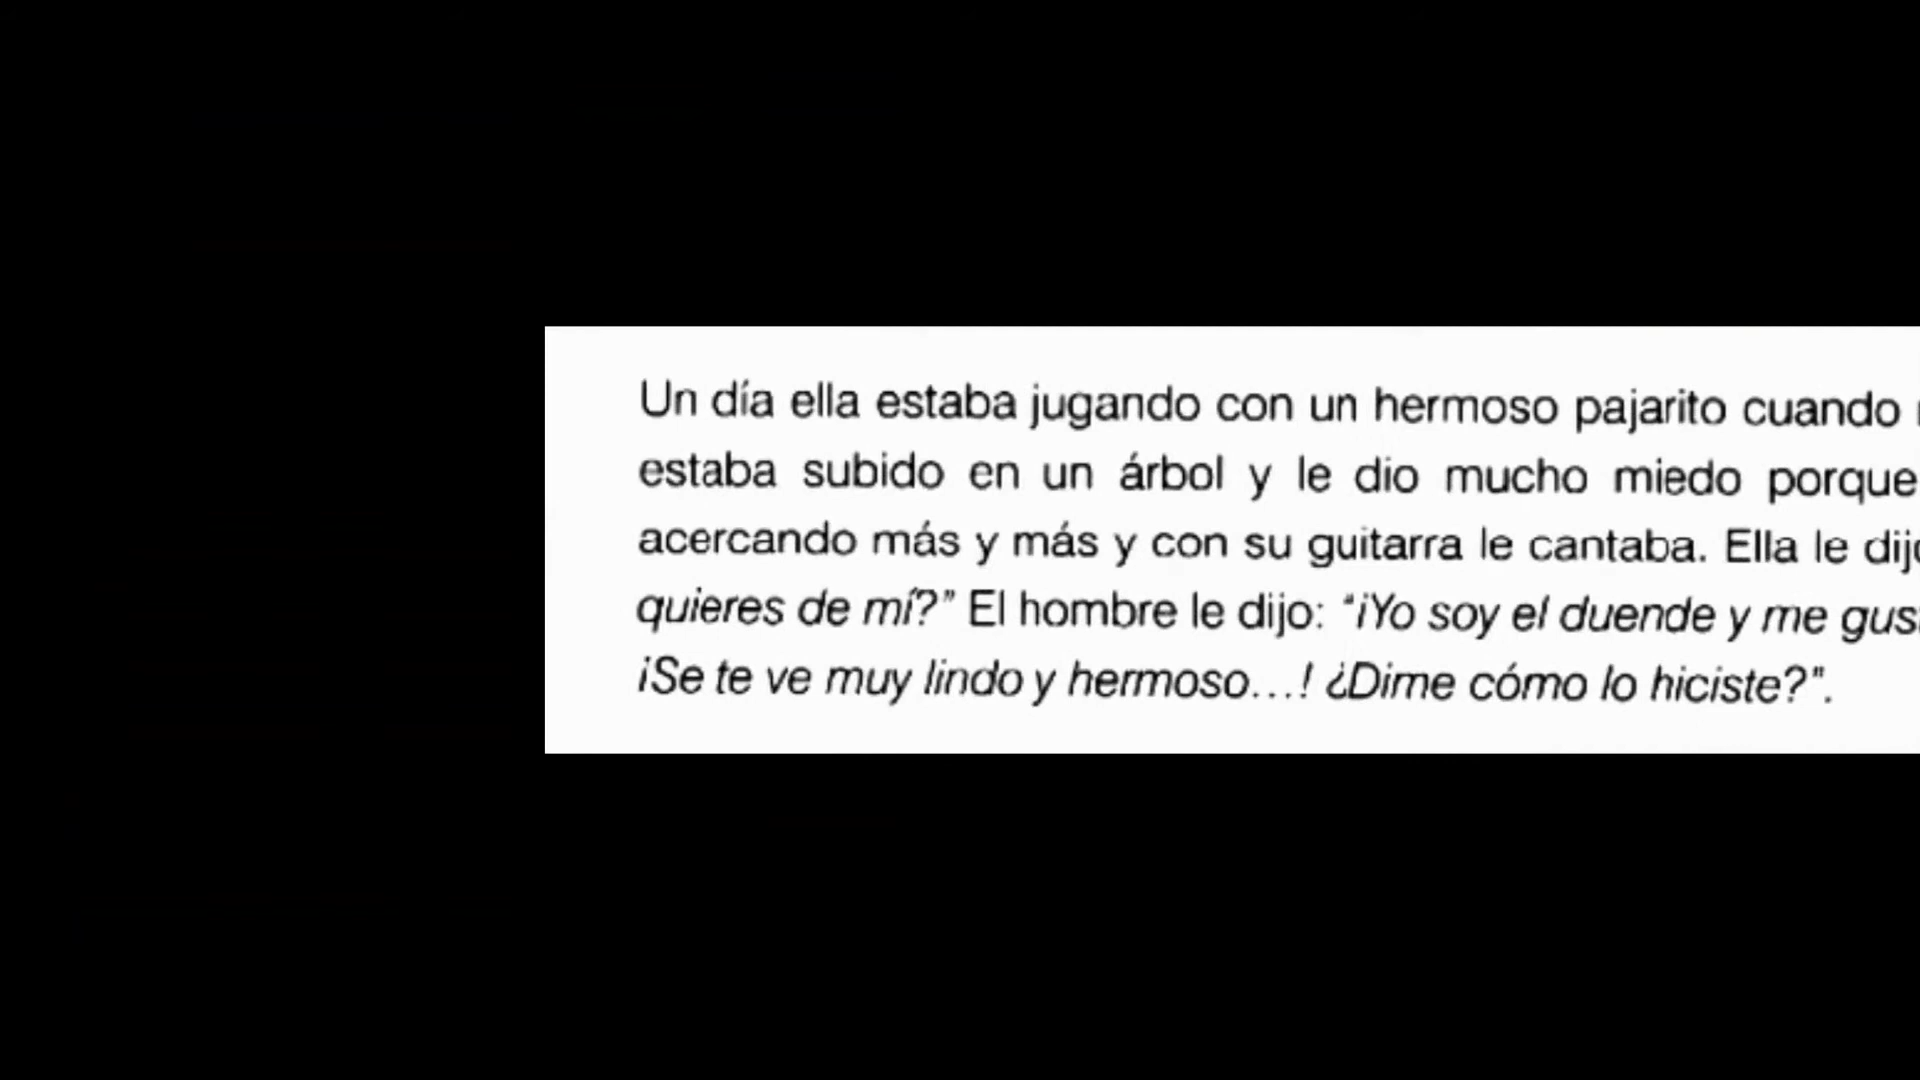 Un día ella estaba jugando con un hermoso pajarito cuando
estaba subido en un árbol y le dio mucho miedo porque
acercando más y más y con su guitarra le cantaba. Ella le dijo
quieres de mí?” El hombre le dijo: “¡Yo soy el duende y me gus
¡Se te ve muy lindo y hermoso...! ¿Dime cómo lo hiciste?”.